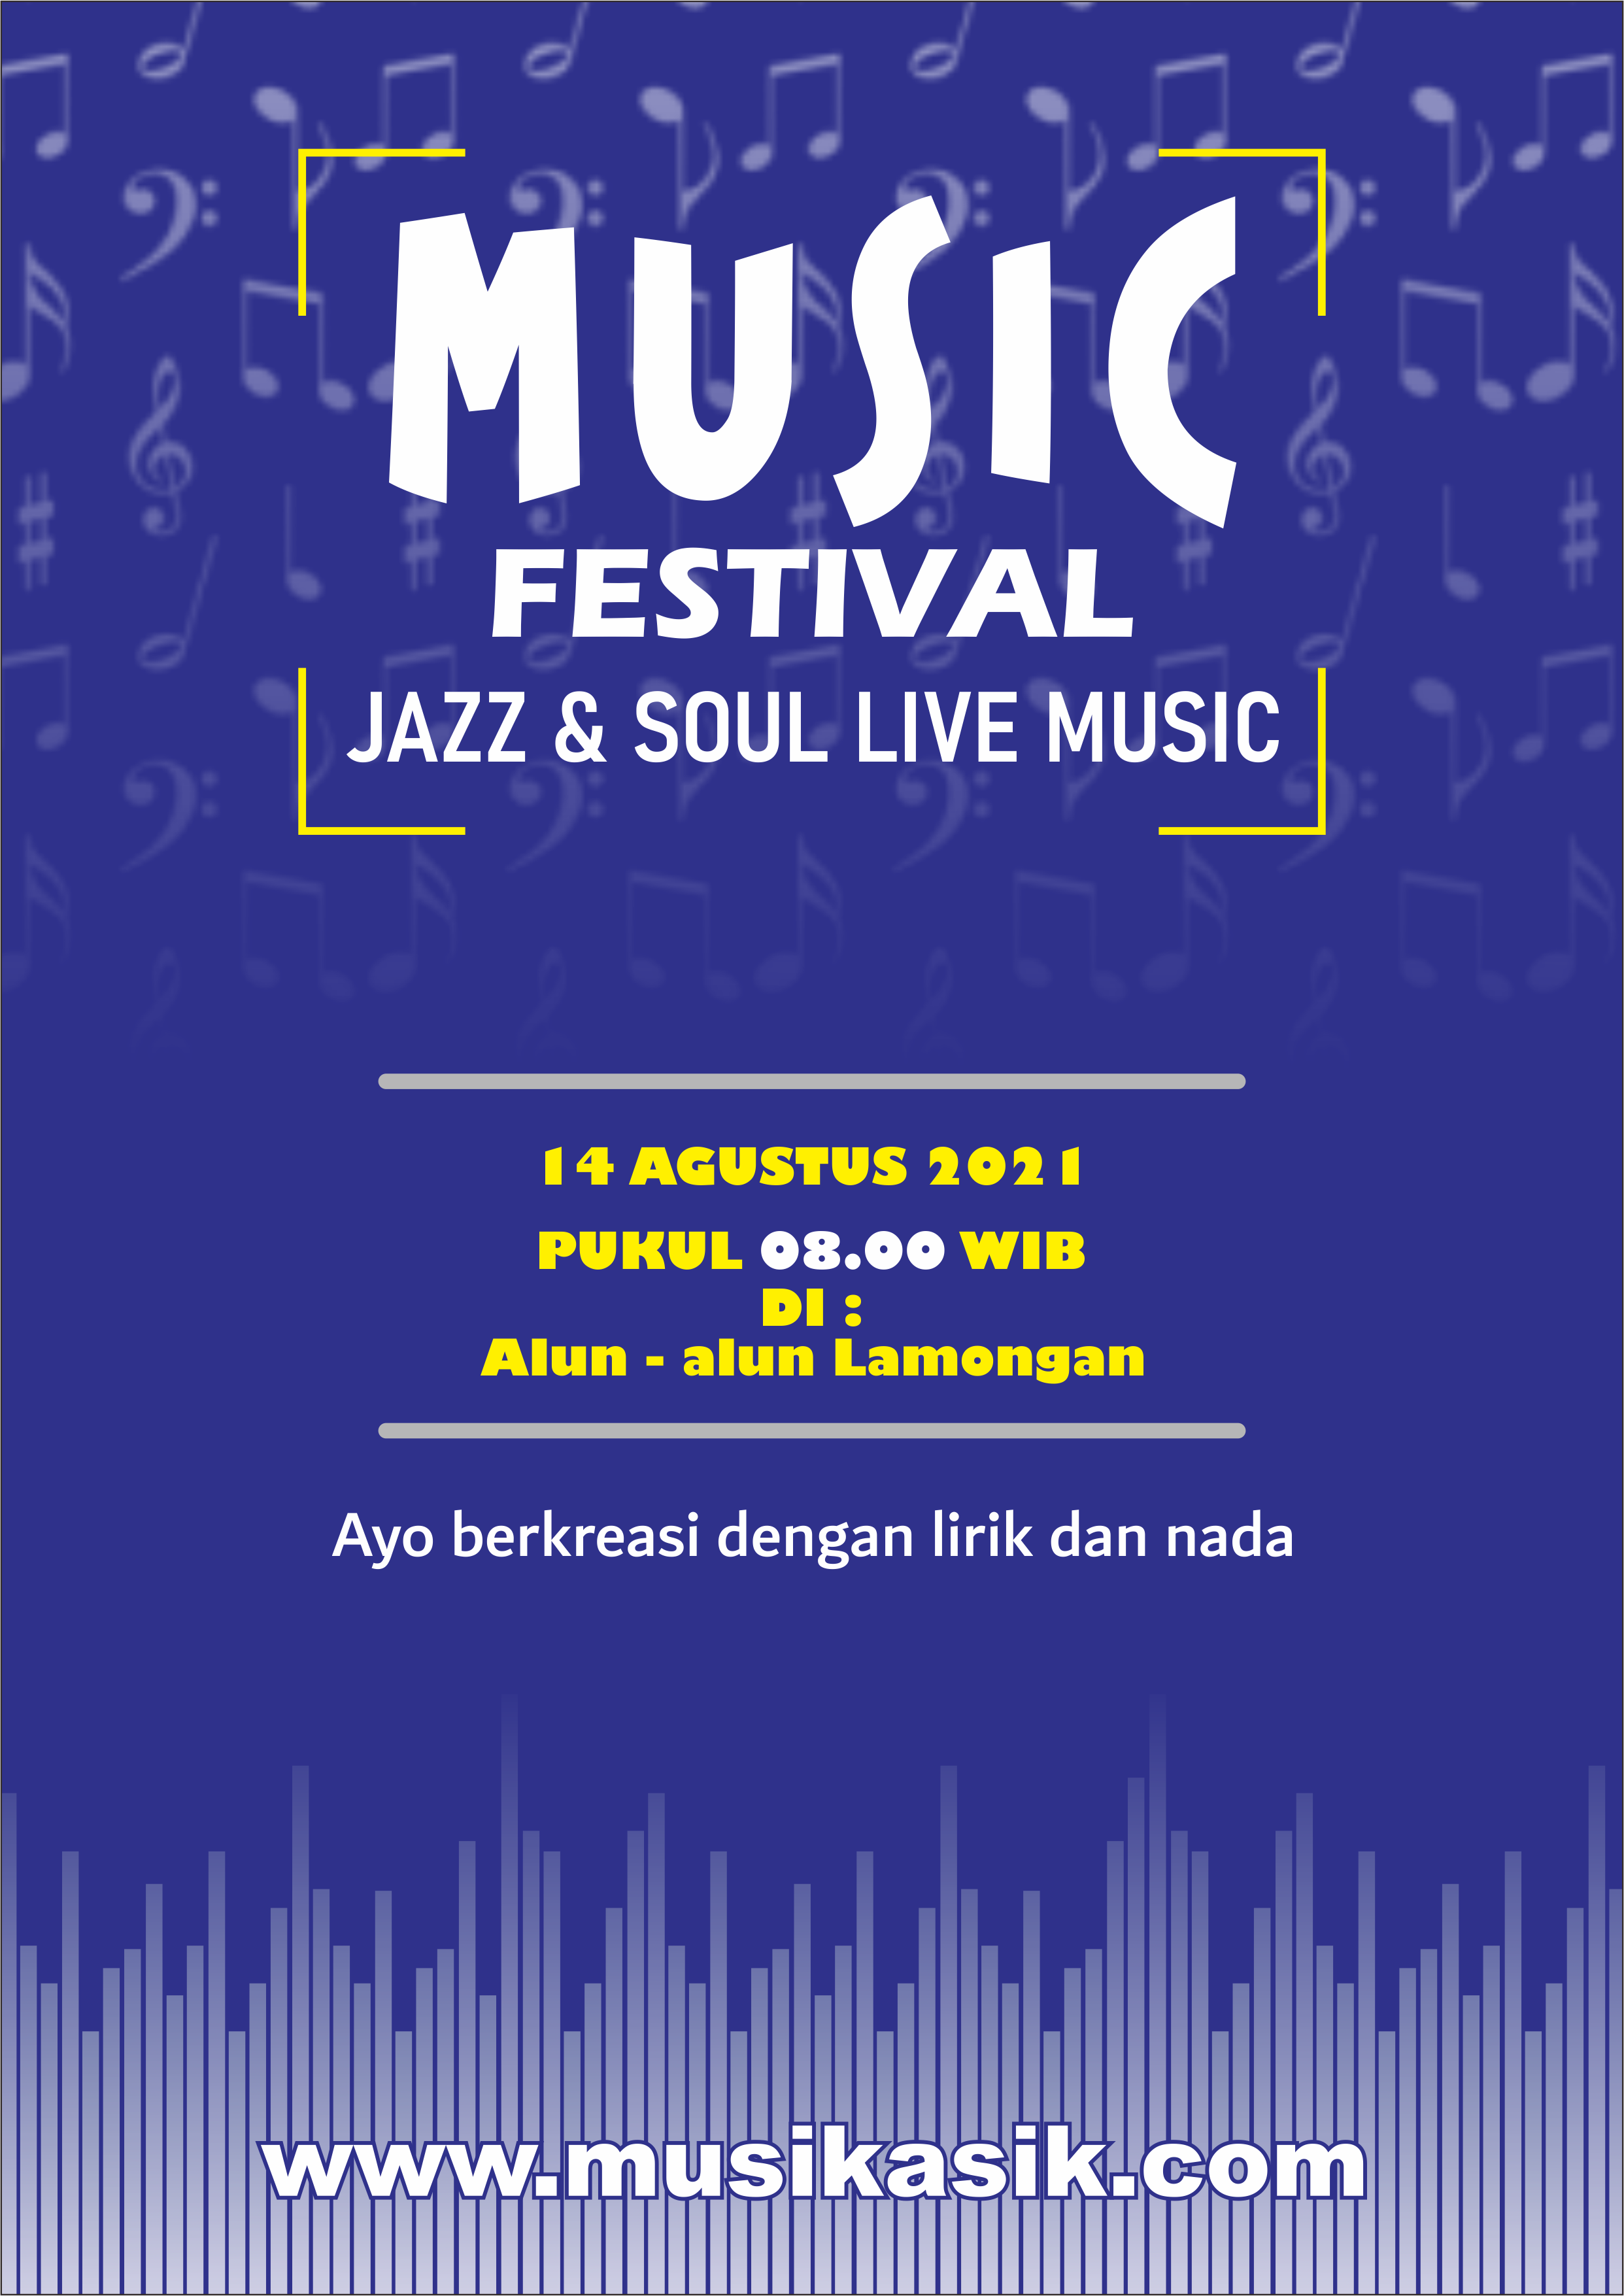 MUSIC
FESTIVAL
JAZZ & SOUL LIVE MUSIC
14 AGUSTUS 2021
PUKUL 08.00 WIB
DI :
Alun - alun Lamongan
Ayo berkreasi dengan lirik dan nada
www.musikasik.com